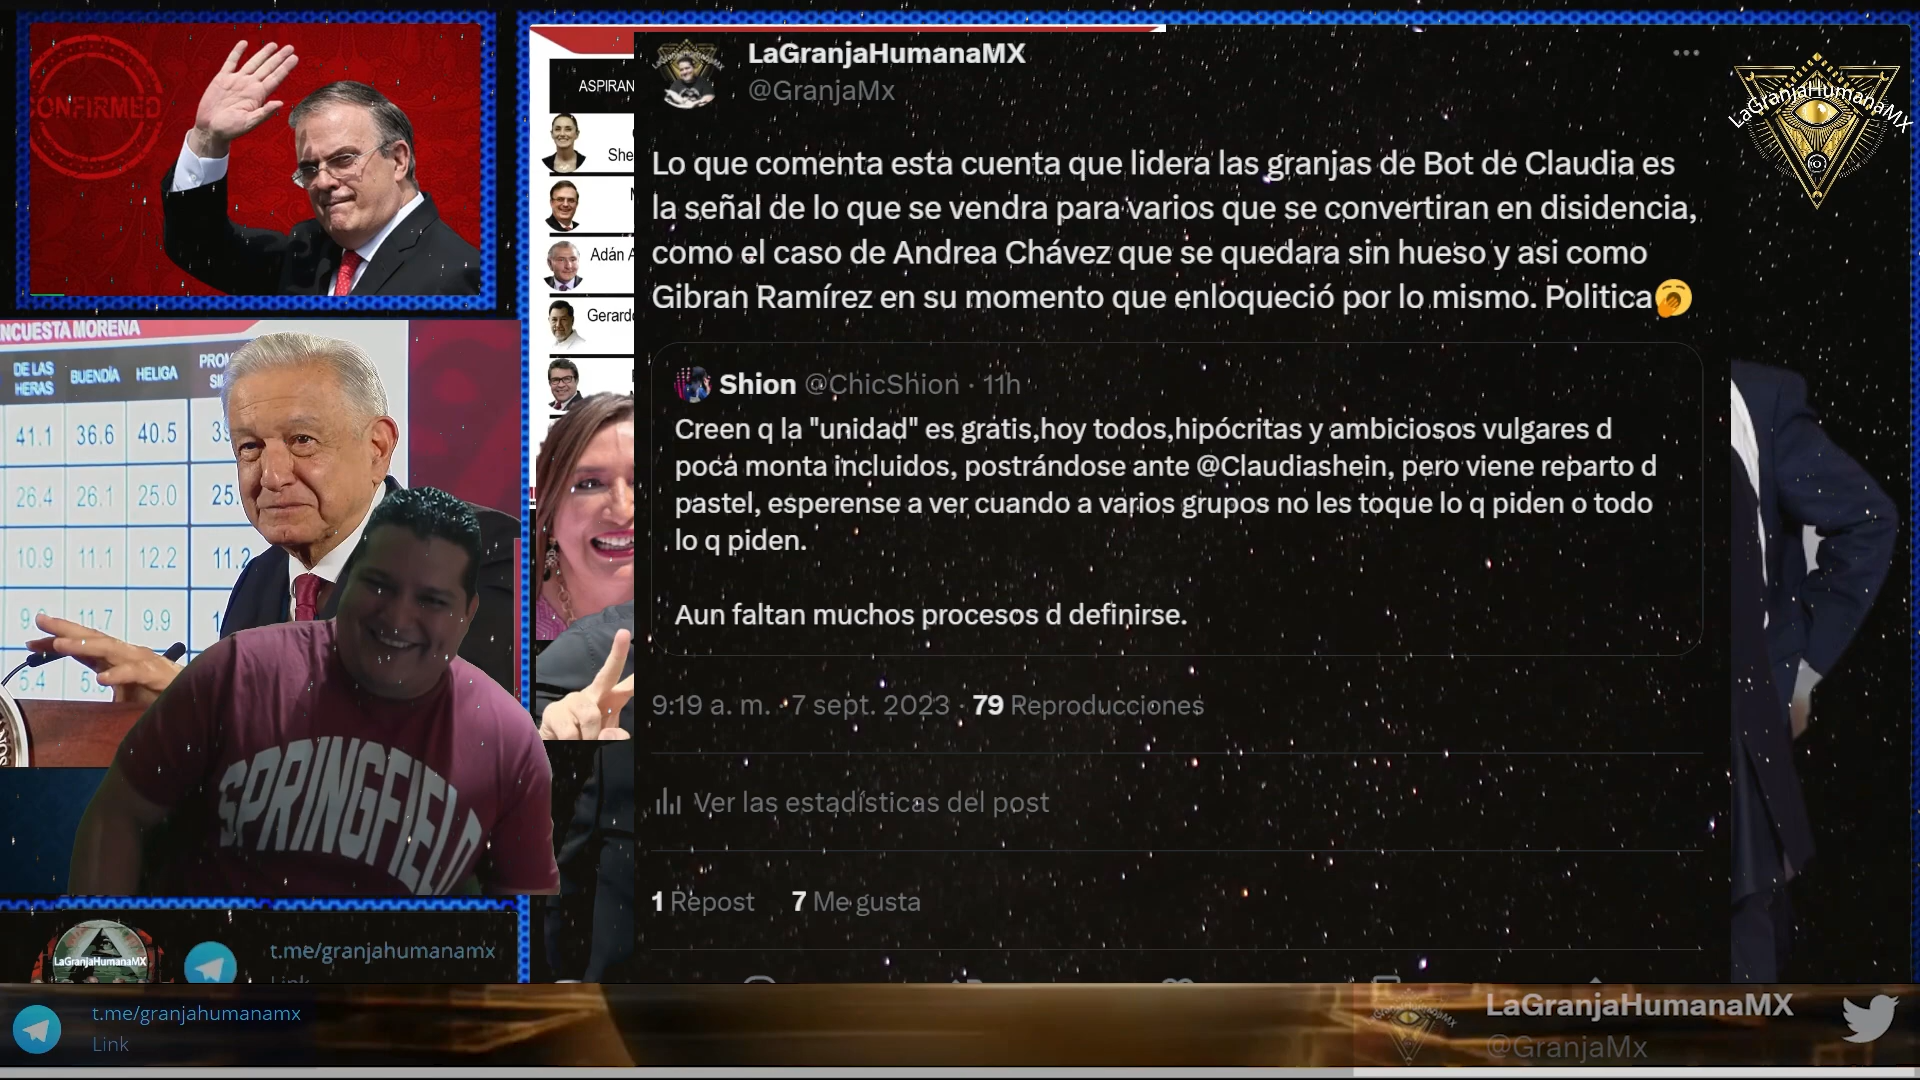 CONFIRMED
NCUESTA MORENA
DE LAS HERAS
BUENDÍA
HELIGA
41.1 36.6 40.5
26.4 26.1 25.0 25.
10.9 11.1 12.2 11.2
11.7 9.9
5.4
SPRINGFIELD
LaGranjaHumanaMX
t.me/granjahumanamx
Link
t.me/granjahumanamx
Link
ASPIRAN
She
Adán A
Gerardo
LaGranjaHumanaMX
@GranjaMx
Lo que comenta esta cuenta que lidera las granjas de Bot de Claudia es
la señal de lo que se vendra para varios que se convertiran en disidencia,
como el caso de Andrea Chávez que se quedara sin hueso y asi como
Gibran Ramírez en su momento que enloqueció por lo mismo. Politica🥱
Shion @ChicShion · 11h
Creen q la "unidad" es gratis,hoy todos,hipócritas y ambiciosos vulgares d
poca monta incluidos, postrándose ante @Claudiashein, pero viene reparto d
pastel, esperense a ver cuando a varios grupos no les toque lo q piden o todo
lo q piden.
Aun faltan muchos procesos d definirse.
9:19 a. m. · 7 sept. 2023 · 79 Reproducciones
Ver las estadísticas del post
1 Repost 7 Me gusta
LaGranjaHumanaMX
LaGranjaHumanaMX
@GranjaMx